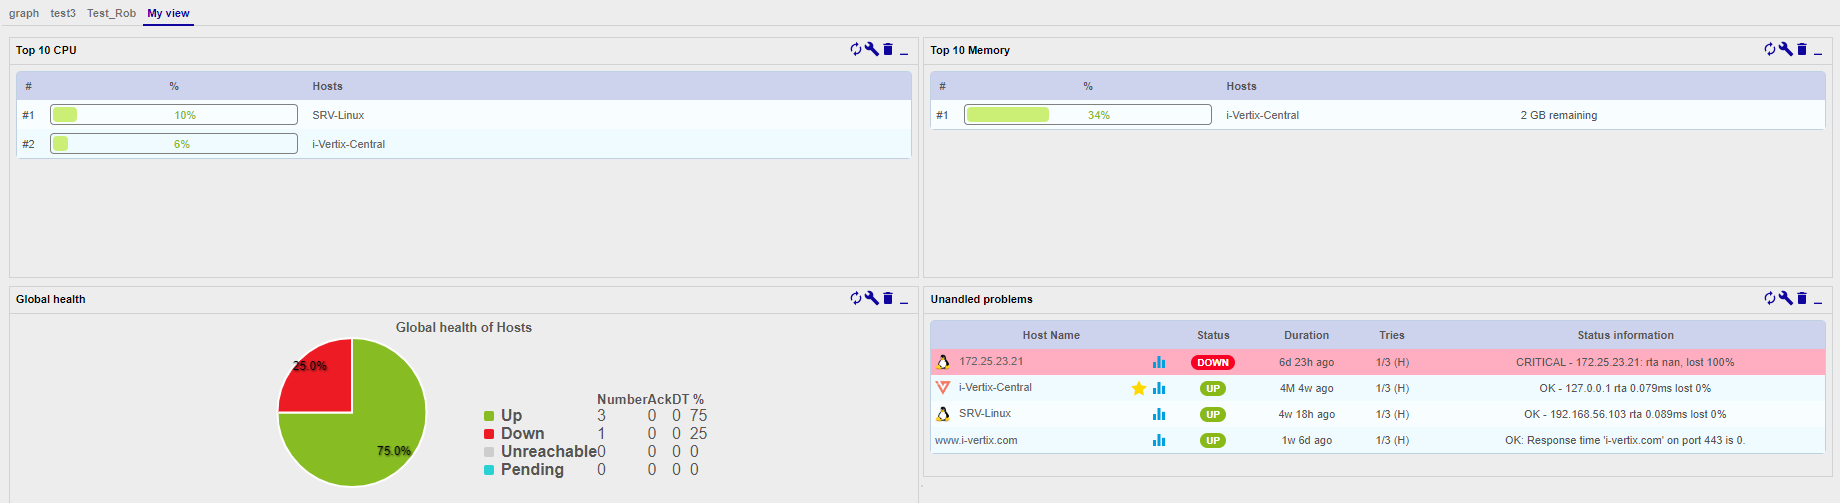 graph test3 Test_Rob My view
Top 10 CPU
# % Hosts
#1 10% SRV-Linux
#2 6% i-Vertix-Central
Top 10 Memory
# % Hosts
#1 34% i-Vertix-Central 2 GB remaining
Global health
Global health of Hosts
25.0%
75.0%
Number Ack DT %
Up 3 0 0 75
Down 1 0 0 25
Unreachable 0 0 0 0
Pending 0 0 0 0
Unandled problems
Host Name Status Duration Tries Status information
172.25.23.21 DOWN 6d 23h ago 1/3 (H) CRITICAL - 172.25.23.21: rta nan, lost 100%
i-Vertix-Central UP 4M 4w ago 1/3 (H) OK - 127.0.0.1 rta 0.079ms lost 0%
SRV-Linux UP 4w 18h ago 1/3 (H) OK - 192.168.56.103 rta 0.089ms lost 0%
www.i-vertix.com UP 1w 6d ago 1/3 (H) OK: Response time 'i-vertix.com' on port 443 is 0.